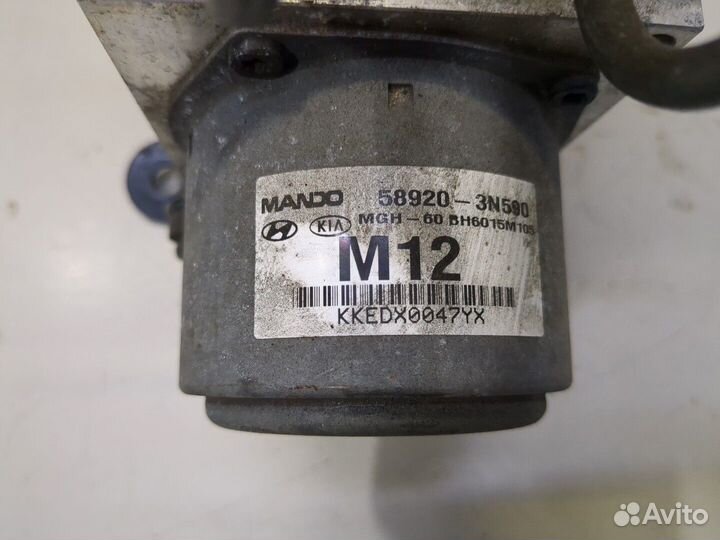 MANDO 58920-3N590
KIA MGH-60 BH6015M105
M12
KKEDX0047YX
Avito